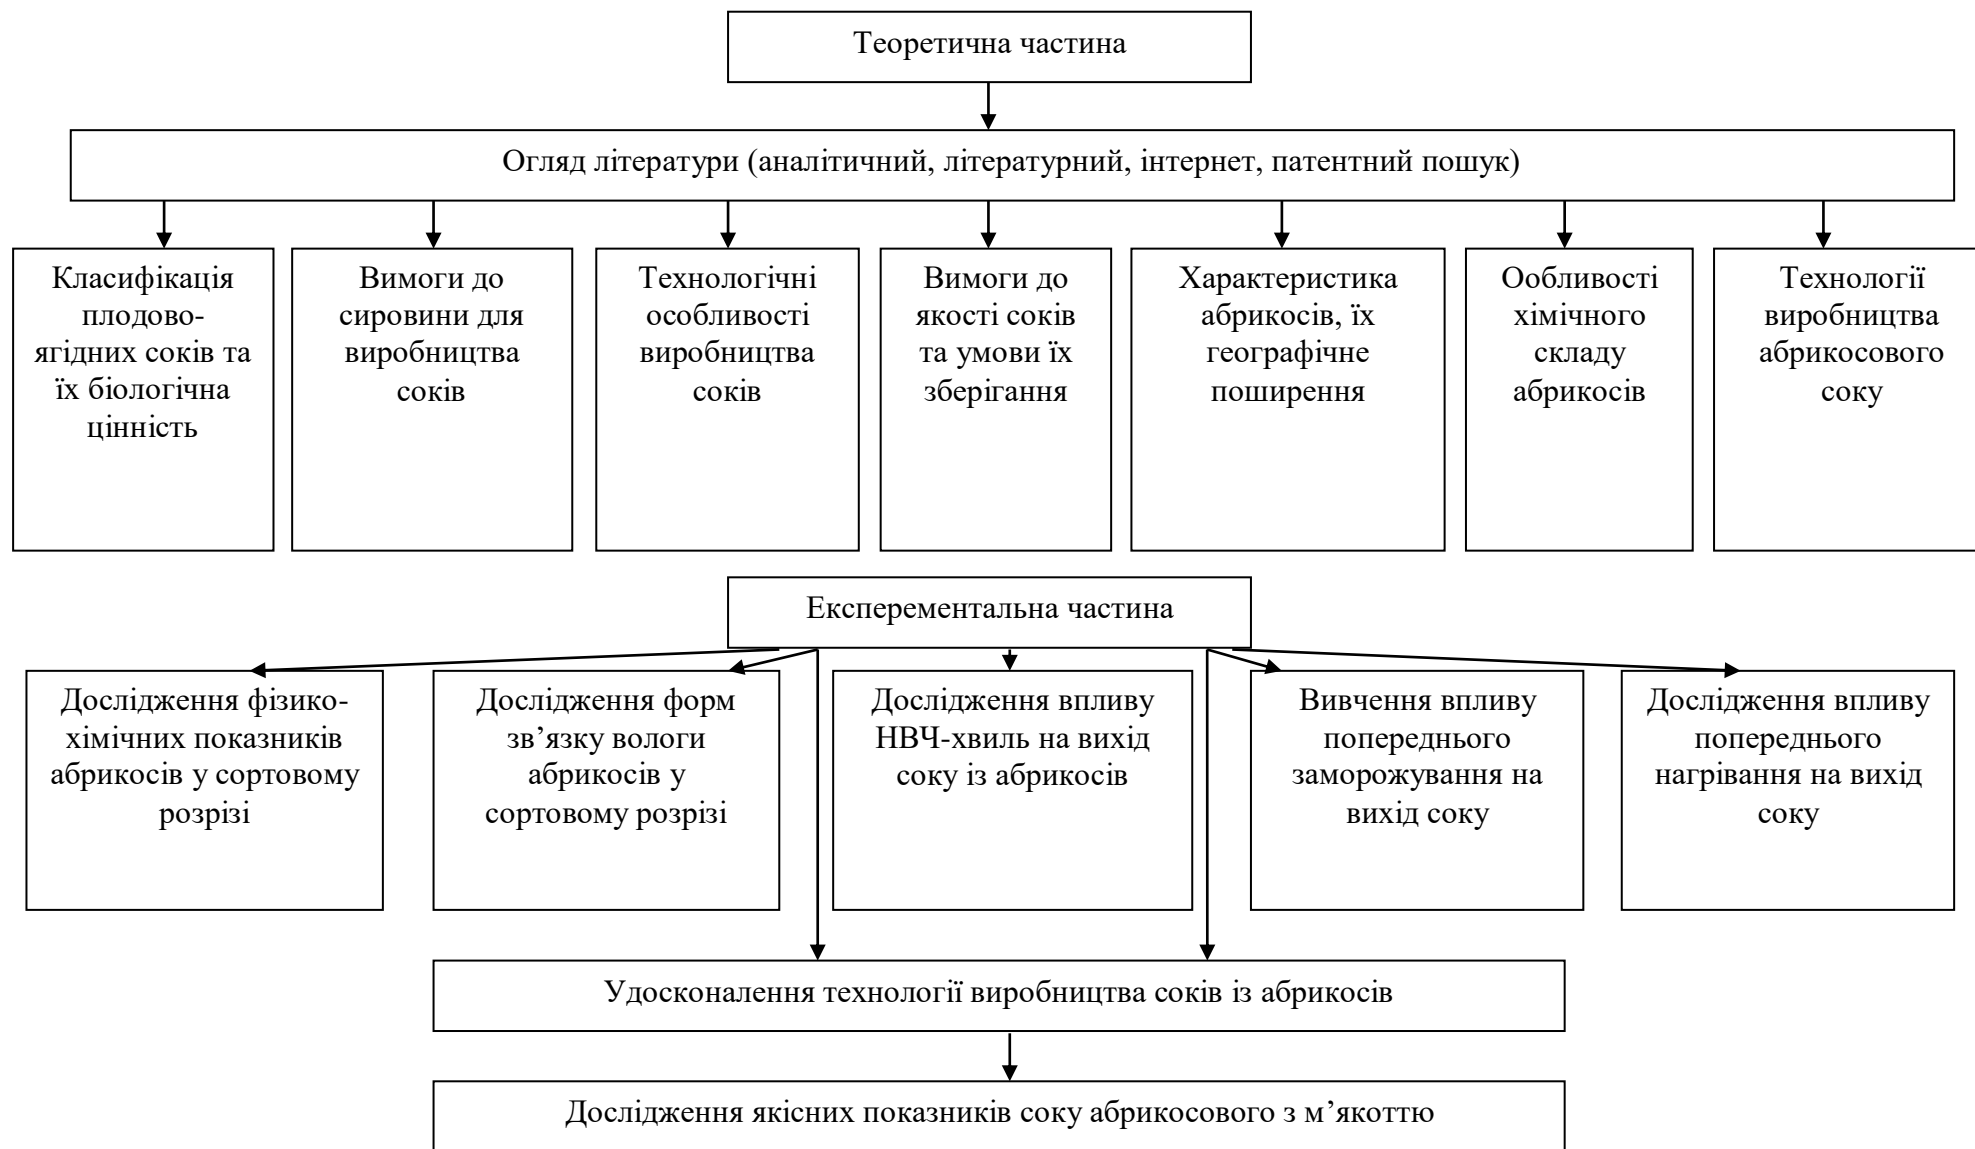 Теоретична частина
Огляд літератури (аналітичний, літературний, інтернет, патентний пошук)
Класифікація
плодово-
ягідних соків та
їх біологічна
цінність
Вимоги до
сировини для
виробництва
соків
Технологічні
особливості
виробництва
соків
Вимоги до
якості соків
та умови їх
зберігання
Характеристика
абрикосів, їх
географічне
поширення
Ообливості
хімічного
складу
абрикосів
Технології
виробництва
абрикосового
соку
Експерементальна частина
Дослідження фізико-
хімічних показників
абрикосів у сортовому
розрізі
Дослідження форм
зв’язку вологи
абрикосів у
сортовому розрізі
Дослідження впливу
НВЧ-хвиль на вихід
соку із абрикосів
Вивчення впливу
попереднього
заморожування на
вихід соку
Дослідження впливу
попереднього
нагрівання на вихід
соку
Удосконалення технології виробництва соків із абрикосів
Дослідження якісних показників соку абрикосового з м’якоттю